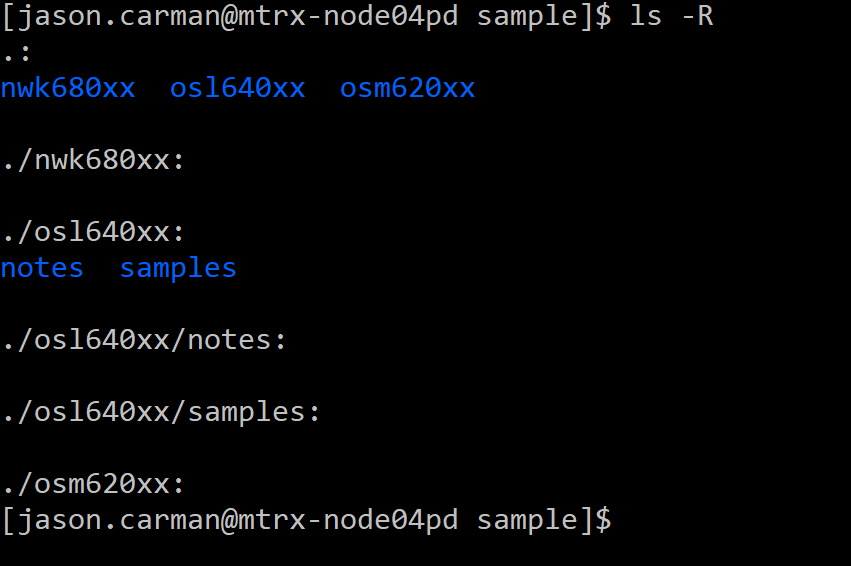 [jason.carman@mtrx-node04pd sample]$ ls -R
.:
nwk680xx  osl640xx  osm620xx
./nwk680xx:
./osl640xx:
notes  samples
./osl640xx/notes:
./osl640xx/samples:
./osm620xx:
[jason.carman@mtrx-node04pd sample]$